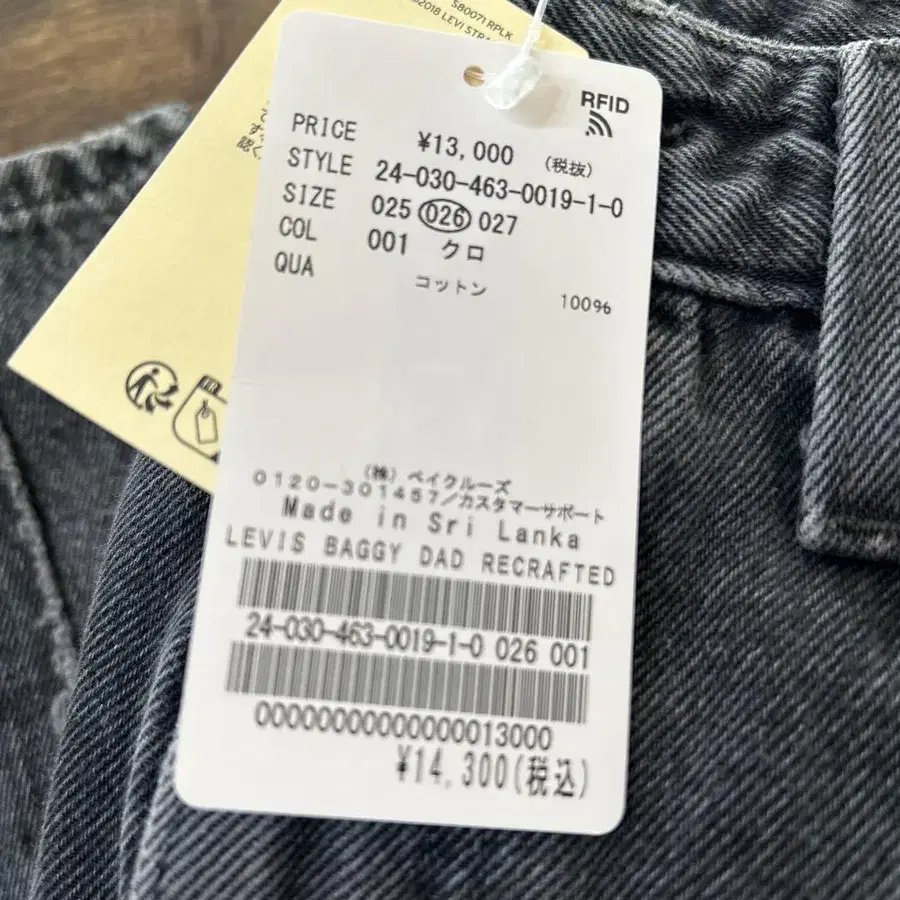 S80071 RPLK
2018 LEVI STRA
RFID
PRICE ¥13,000 (税抜)
STYLE 24-030-463-0019-1-0
SIZE 025 026 027
COL 001 クロ
QUA コットン 100%
(株) ベイクルーズ
0120-301457/カスタマーサポート
Made in Sri Lanka
LEVIS BAGGY DAD RECRAFTED
24-030-463-0019-1-0 026 001
00000000000000013000
¥14,300(税込)